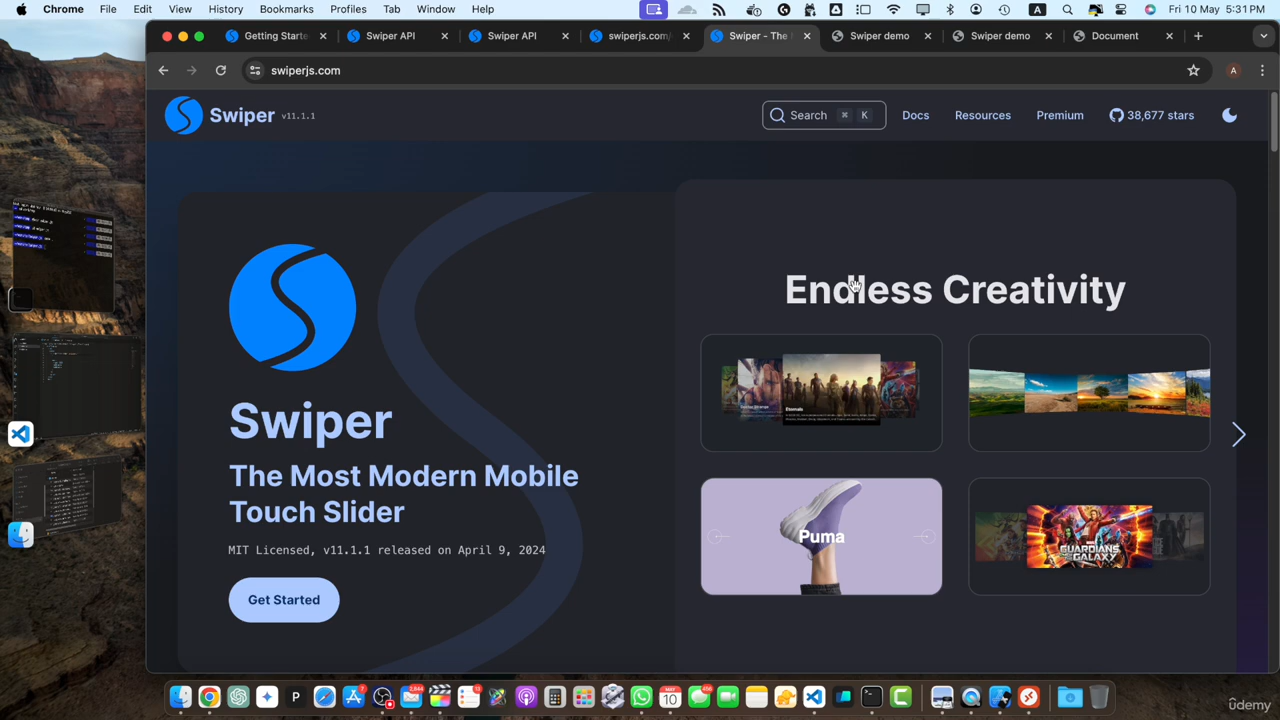 Chrome File Edit View History Bookmarks Profiles Tab Window Help A Fri 10 May 5:31 PM
Getting Starte Swiper API Swiper API swiperjs.com/ Swiper - The Swiper demo Swiper demo Document
swiperjs.com A
Swiper v11.1.1 Search ⌘ K Docs Resources Premium 38,677 stars
Endless Creativity
Eternals
Swiper
The Most Modern Mobile
Touch Slider
Puma
GUARDIANS
GALAXY
MIT Licensed, v11.1.1 released on April 9, 2024
Get Started
ûdemy